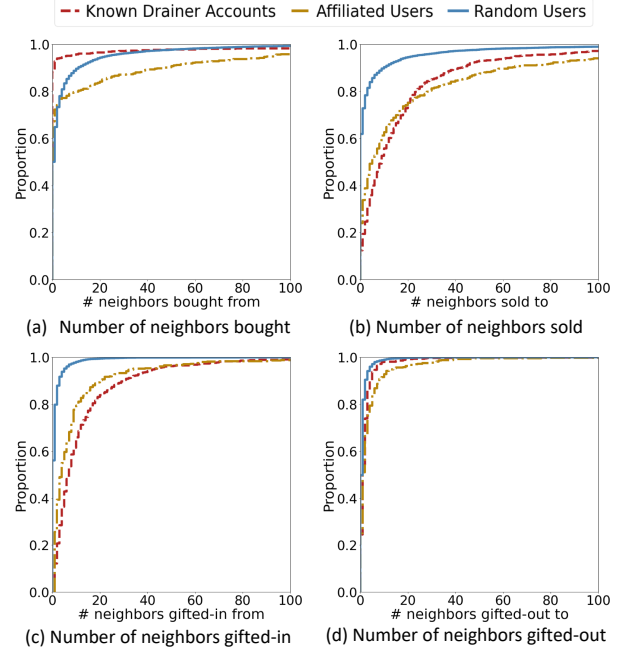 Known Drainer Accounts Affiliated Users Random Users
1.0
0.8
0.6
0.4
0.2
0.0
Proportion
0 20 40 60 80 100
# neighbors bought from
(a) Number of neighbors bought
1.0
0.8
0.6
0.4
0.2
0.0
Proportion
0 20 40 60 80 100
# neighbors sold to
(b) Number of neighbors sold
1.0
0.8
0.6
0.4
0.2
0.0
Proportion
0 20 40 60 80 100
# neighbors gifted-in from
(c) Number of neighbors gifted-in
1.0
0.8
0.6
0.4
0.2
0.0
Proportion
0 20 40 60 80 100
# neighbors gifted-out to
(d) Number of neighbors gifted-out